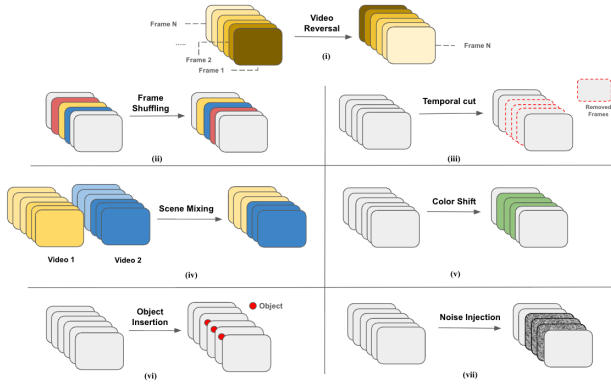 Frame N
Video
Reversal
.....
Frame 2
Frame 1
Frame N
(i)
Frame
Shuffling
(ii)
Temporal cut
Removed
Frames
(iii)
Scene Mixing
Video 1
Video 2
(iv)
Color Shift
(v)
Object
Insertion
Object
(vi)
Noise Injection
(vii)